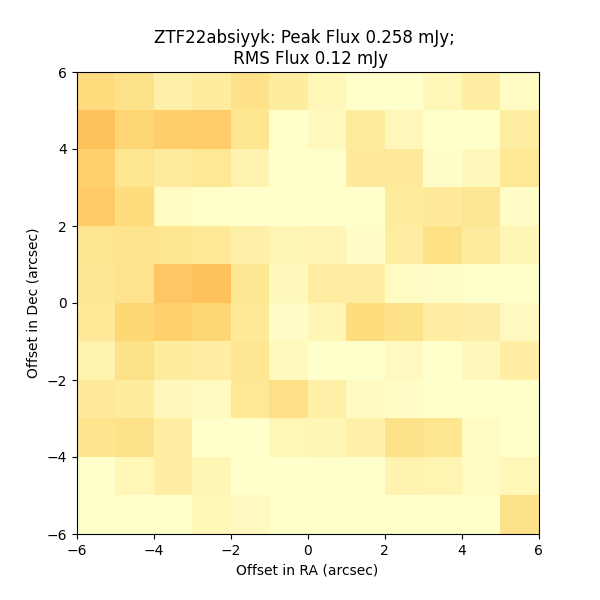 ZTF22absiyyk: Peak Flux 0.258 mJy;
RMS Flux 0.12 mJy
6
4
2
0
−2
−4
−6
Offset in Dec (arcsec)
−6 −4 −2 0 2 4 6
Offset in RA (arcsec)